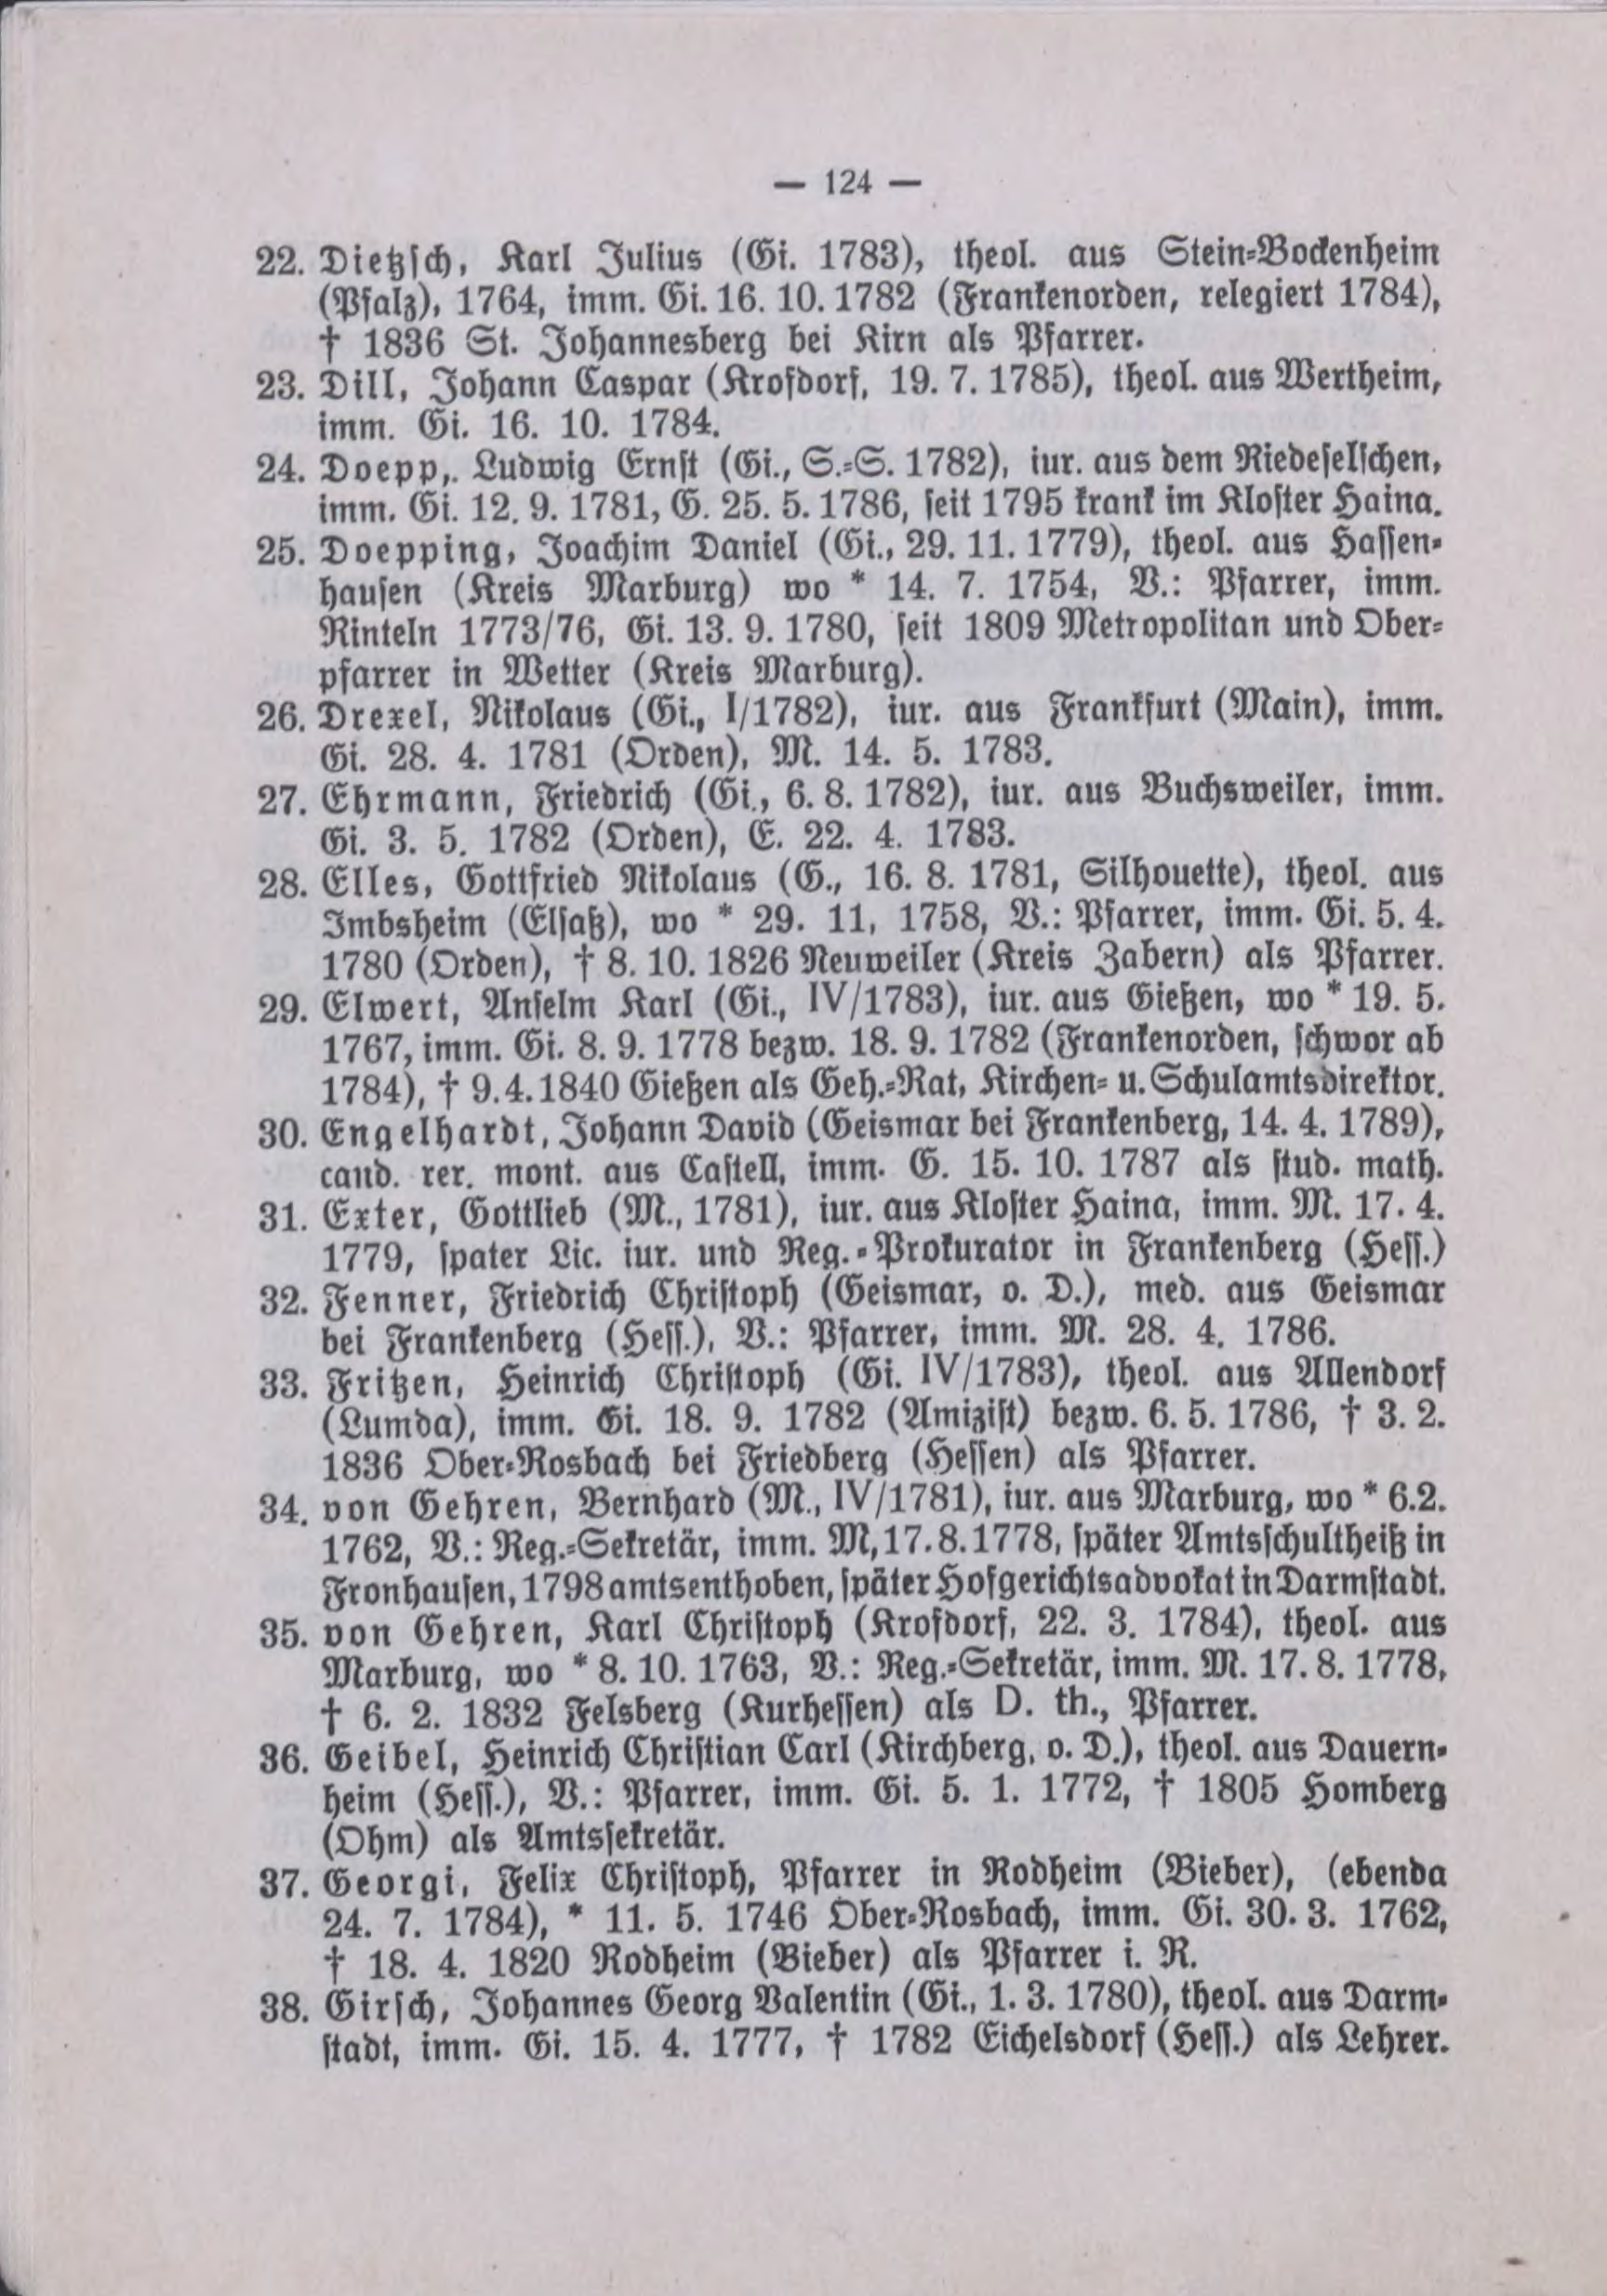 — 124 —
22. Dietzsch, Karl Julius (Gi. 1783), theol. aus Stein-Bockenheim
(Pfalz), 1764, imm. Gi. 16. 10. 1782 (Frankenorden, relegiert 1784),
† 1836 St. Johannesberg bei Kirn als Pfarrer.
23. Dill, Johann Caspar (Krofdorf, 19. 7. 1785), theol. aus Wertheim,
imm. Gi. 16. 10. 1784.
24. Doepp,. Ludwig Ernst (Gi., S.-S. 1782), iur. aus dem Riedeselschen,
imm. Gi. 12. 9. 1781, G. 25. 5. 1786, seit 1795 krank im Kloster Haina.
25. Doepping, Joachim Daniel (Gi., 29. 11. 1779), theol. aus Hassen-
hausen (Kreis Marburg) wo * 14. 7. 1754, V.: Pfarrer, imm.
Rinteln 1773/76, Gi. 13. 9. 1780, seit 1809 Metropolitan und Ober-
pfarrer in Wetter (Kreis Marburg).
26. Drexel, Nikolaus (Gi., I/1782), iur. aus Frankfurt (Main), imm.
Gi. 28. 4. 1781 (Orden), M. 14. 5. 1783.
27. Ehrmann, Friedrich (Gi., 6. 8. 1782), iur. aus Buchsweiler, imm.
Gi. 3. 5. 1782 (Orden), E. 22. 4. 1783.
28. Elles, Gottfried Nikolaus (G., 16. 8. 1781, Silhouette), theol. aus
Imbsheim (Elsaß), wo * 29. 11, 1758, V.: Pfarrer, imm. Gi. 5. 4.
1780 (Orden), † 8. 10. 1826 Neuweiler (Kreis Zabern) als Pfarrer.
29. Elwert, Anselm Karl (Gi., IV/1783), iur. aus Gießen, wo * 19. 5.
1767, imm. Gi. 8. 9. 1778 bezw. 18. 9. 1782 (Frankenorden, schwor ab
1784), † 9. 4. 1840 Gießen als Geh.-Rat, Kirchen- u. Schulamtsdirektor.
30. Engelhardt, Johann David (Geismar bei Frankenberg, 14. 4. 1789),
cand. rer. mont. aus Castell, imm. G. 15. 10. 1787 als stud. math.
31. Exter, Gottlieb (M., 1781), iur. aus Kloster Haina, imm. M. 17. 4.
1779, spater Lic. iur. und Reg.-Prokurator in Frankenberg (Hess.)
32. Fenner, Friedrich Christoph (Geismar, o. D.), med. aus Geismar
bei Frankenberg (Hess.), V.: Pfarrer, imm. M. 28. 4. 1786.
33. Fritzen, Heinrich Christoph (Gi. IV/1783), theol. aus Allendorf
(Lumda), imm. Gi. 18. 9. 1782 (Amizist) bezw. 6. 5. 1786, † 3. 2.
1836 Ober-Rosbach bei Friedberg (Hessen) als Pfarrer.
34. von Gehren, Bernhard (M., IV/1781), iur. aus Marburg, wo * 6.2.
1762, V.: Reg.-Sekretär, imm. M, 17. 8. 1778, später Amtsschultheiß in
Fronhausen, 1798 amtsenthoben, später Hofgerichtsadvokat in Darmstadt.
35. von Gehren, Karl Christoph (Krofdorf, 22. 3. 1784), theol. aus
Marburg, wo * 8. 10. 1763, V.: Reg.-Sekretär, imm. M. 17. 8. 1778,
† 6. 2. 1832 Felsberg (Kurhessen) als D. th., Pfarrer.
36. Geibel, Heinrich Christian Carl (Kirchberg, o. D.), theol. aus Dauern-
heim (Hess.), V.: Pfarrer, imm. Gi. 5. 1. 1772, † 1805 Homberg
(Ohm) als Amtssekretär.
37. Georgi, Felix Christoph, Pfarrer in Rodheim (Bieber), (ebenda
24. 7. 1784), * 11. 5. 1746 Ober-Rosbach, imm. Gi. 30. 3. 1762,
† 18. 4. 1820 Rodheim (Bieber) als Pfarrer i. R.
38. Girsch, Johannes Georg Valentin (Gi., 1. 3. 1780), theol. aus Darm-
stadt, imm. Gi. 15. 4. 1777, † 1782 Eichelsdorf (Hess.) als Lehrer.